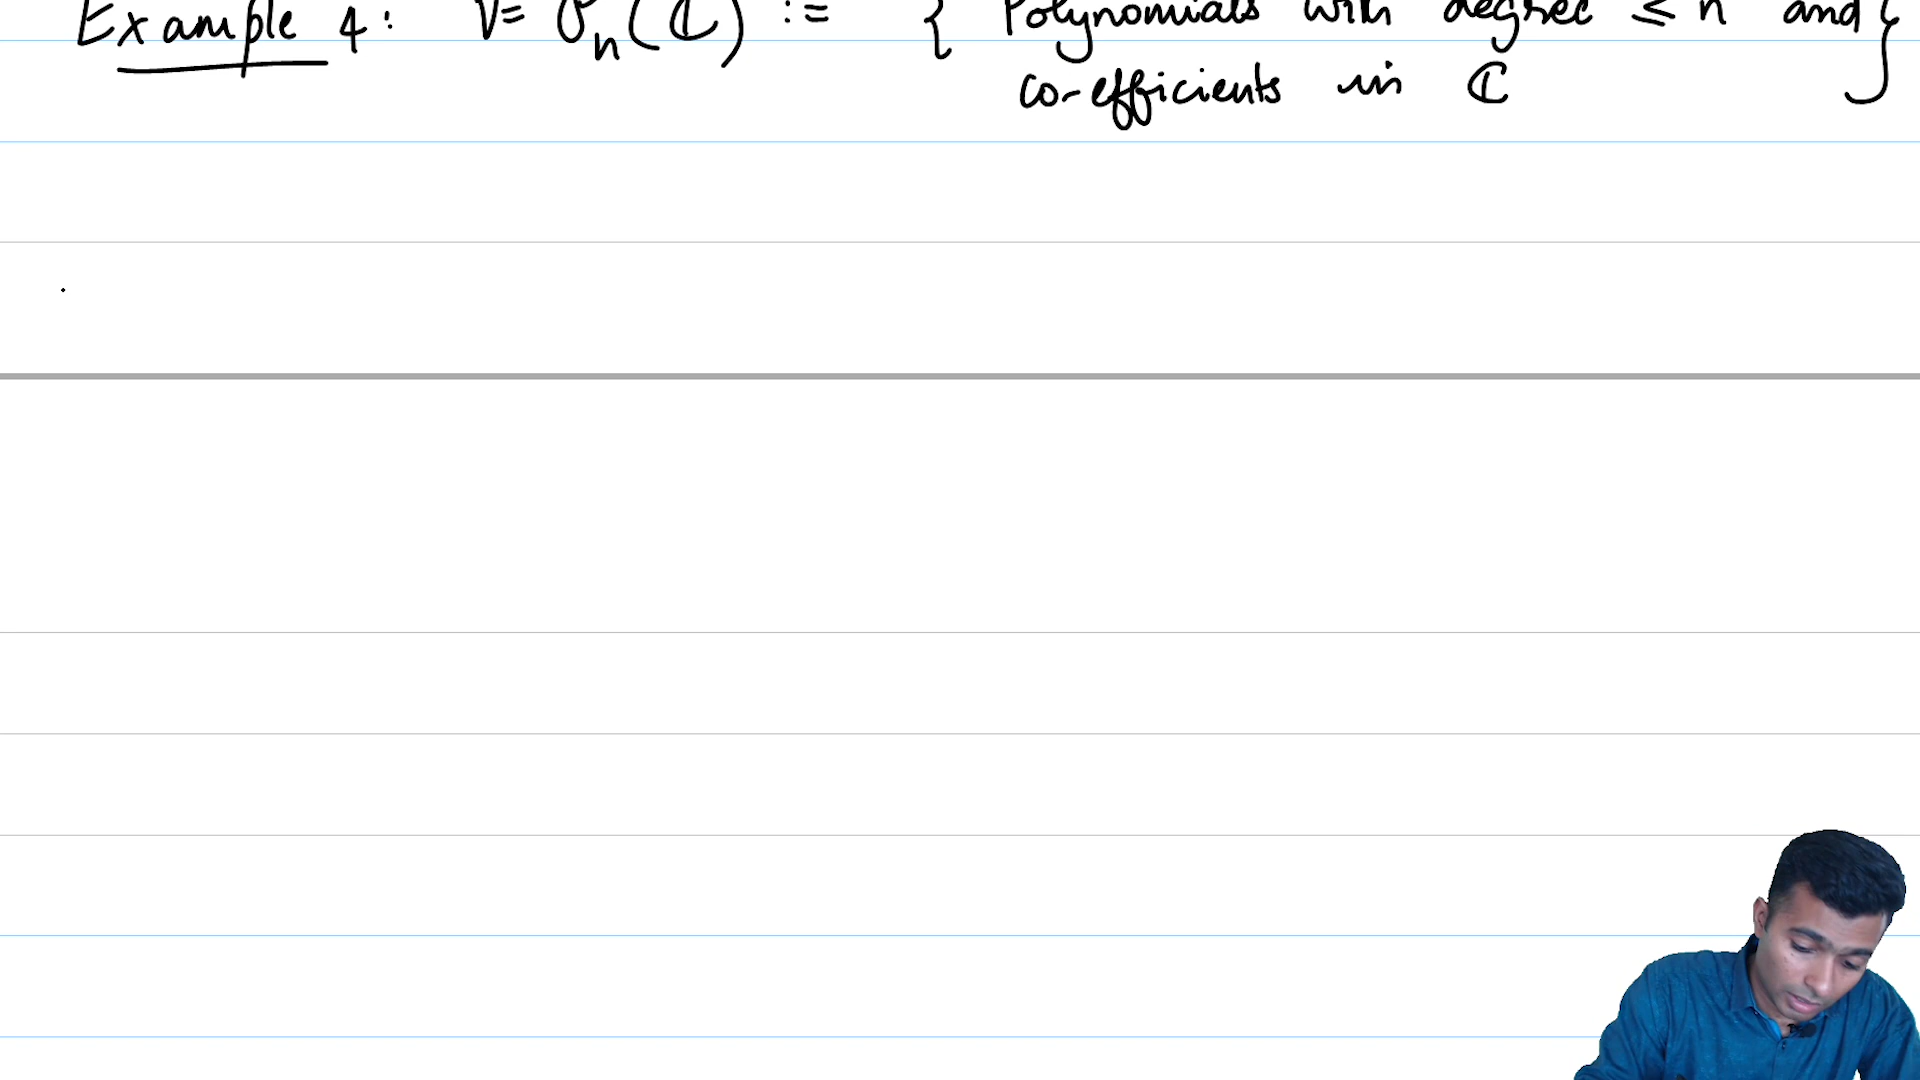 Example 4: V= P_n(ℂ) := { Polynomials with degree ≤ n and }
co-efficients in ℂ